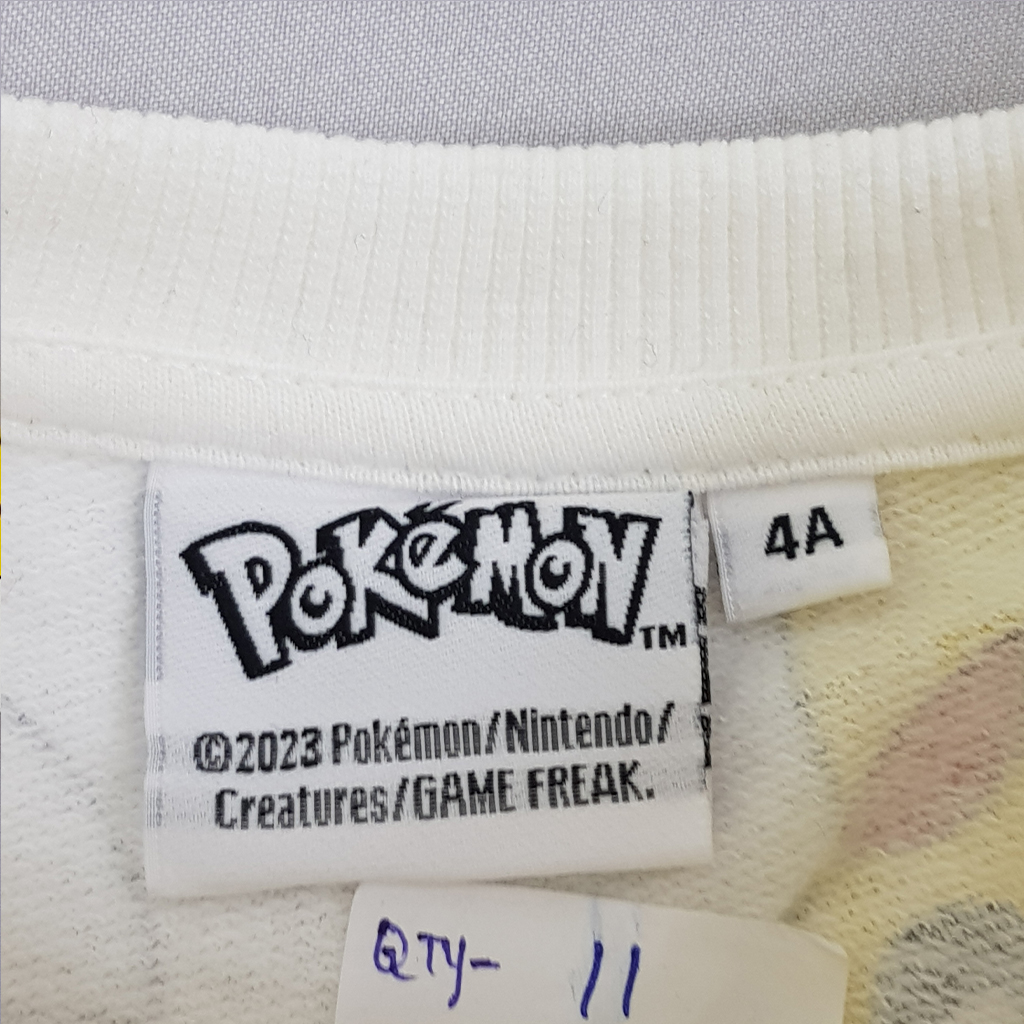 POKéMON TM
4A
©2023 Pokémon/Nintendo/
Creatures/GAME FREAK.
QTY- 11